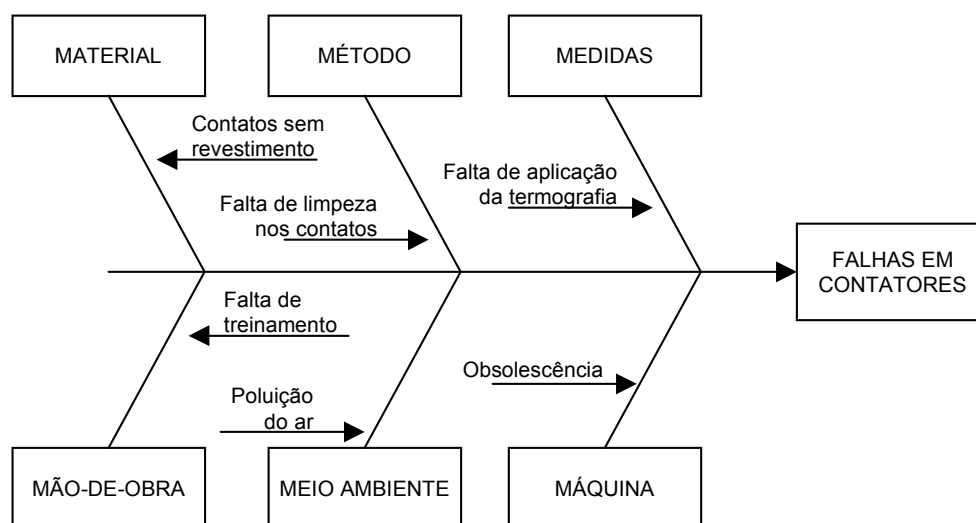 MATERIAL
MÉTODO
MEDIDAS
Contatos sem
revestimento
Falta de aplicação
da termografia
Falta de limpeza
nos contatos
FALHAS EM
CONTATORES
Falta de
treinamento
Obsolescência
Poluição
do ar
MÃO-DE-OBRA
MEIO AMBIENTE
MÁQUINA